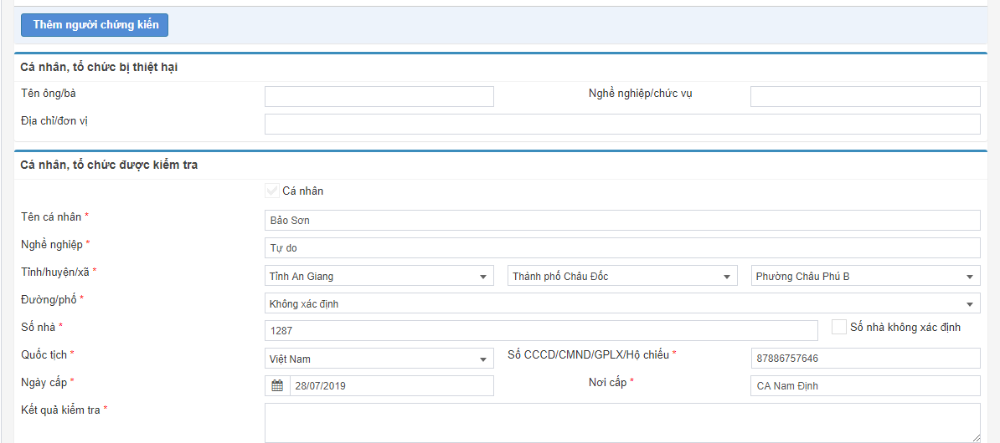 Thêm người chứng kiến
Cá nhân, tổ chức bị thiệt hại
Tên ông/bà Nghề nghiệp/chức vụ
Địa chỉ/đơn vị
Cá nhân, tổ chức được kiểm tra
Cá nhân
Tên cá nhân * Bảo Sơn
Nghề nghiệp * Tự do
Tỉnh/huyện/xã * Tỉnh An Giang Thành phố Châu Đốc Phường Châu Phú B
Đường/phố * Không xác định
Số nhà * 1287 Số nhà không xác định
Quốc tịch * Việt Nam Số CCCD/CMND/GPLX/Hộ chiếu * 87886757646
Ngày cấp * 28/07/2019 Nơi cấp * CA Nam Định
Kết quả kiểm tra *